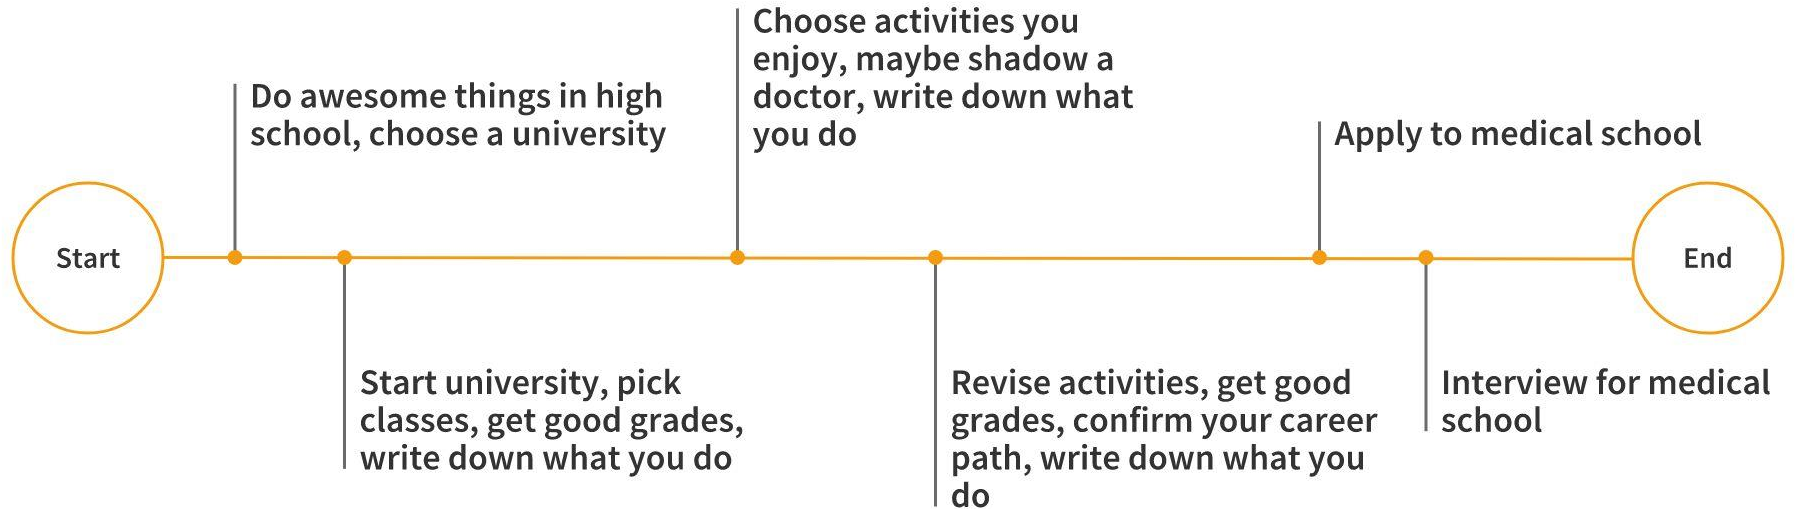 Start
Do awesome things in high
school, choose a university
Start university, pick
classes, get good grades,
write down what you do
Choose activities you
enjoy, maybe shadow a
doctor, write down what
you do
Revise activities, get good
grades, confirm your career
path, write down what you
do
Apply to medical school
Interview for medical
school
End